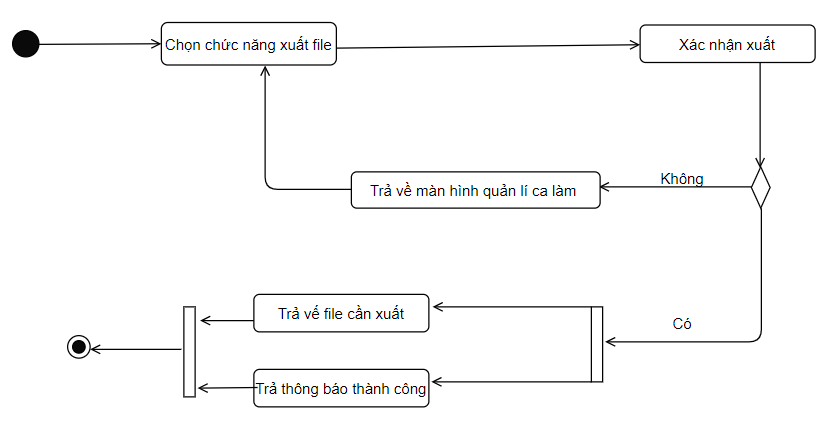 Chọn chức năng xuất file
Xác nhận xuất
Không
Trả về màn hình quản lí ca làm
Có
Trả vế file cần xuất
Trả thông báo thành công